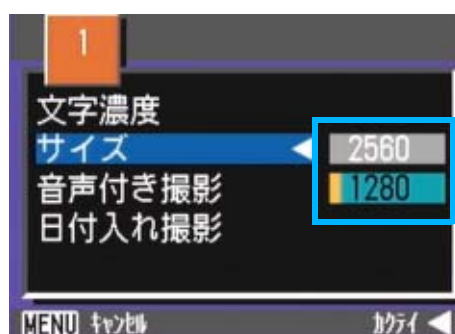 1
文字濃度
サイズ 2560
音声付き撮影 1280
日付入れ撮影
MENU キャンセル カクテイ